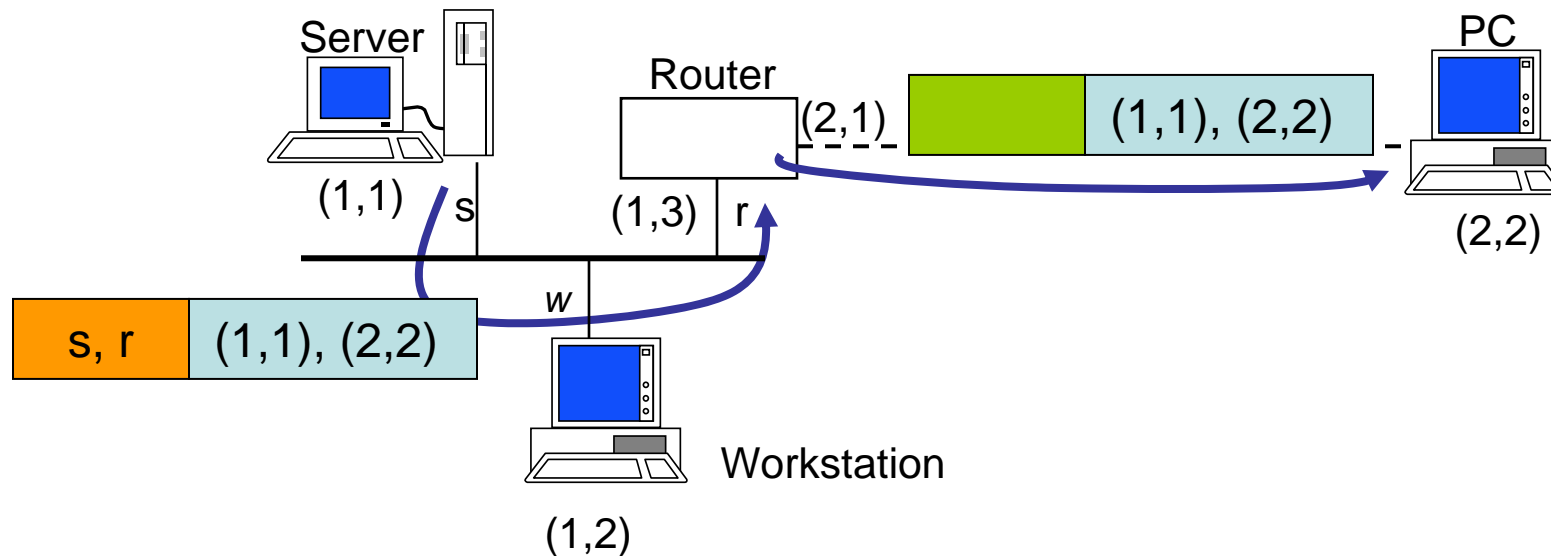 Server
PC
Router
(2,1)
(1,1), (2,2)
(1,1)
s
(1,3)
r
(2,2)
w
s, r
(1,1), (2,2)
Workstation
(1,2)